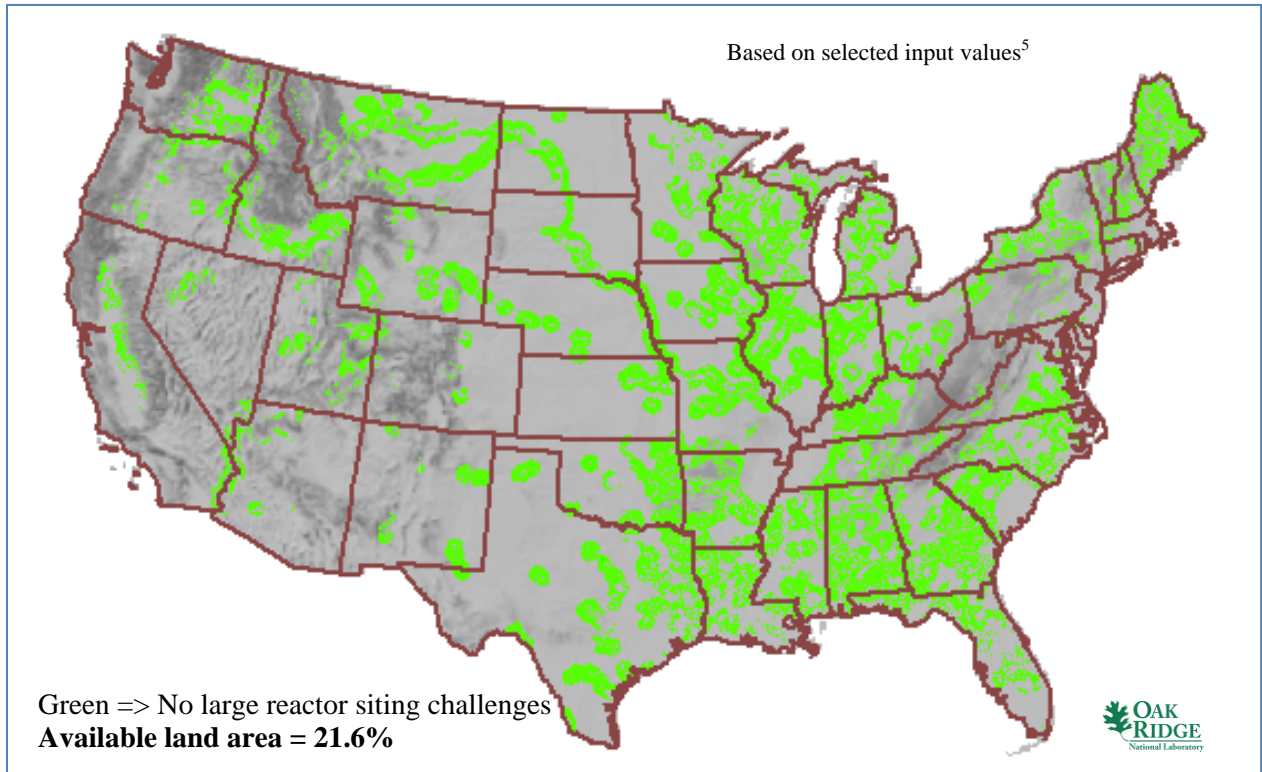 Based on selected input values⁵
Green => No large reactor siting challenges
Available land area = 21.6%
OAK
RIDGE
National Laboratory